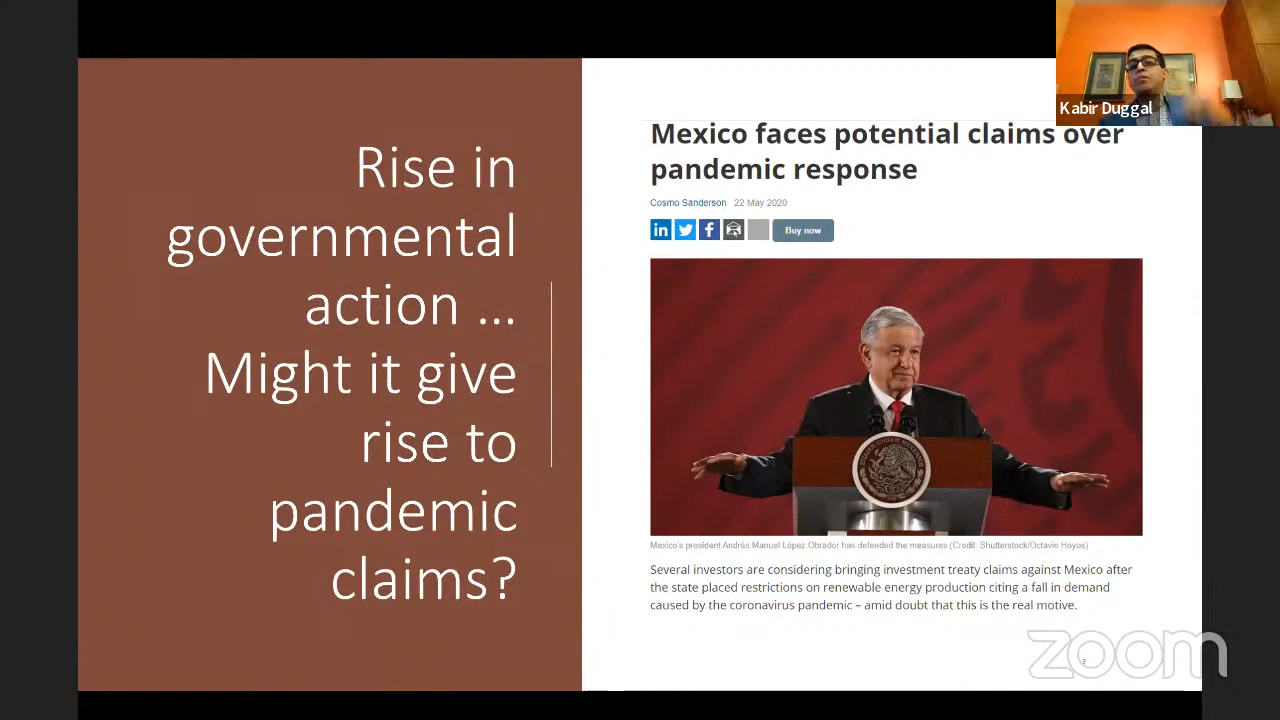 Rise in
governmental
action ...
Might it give
rise to
pandemic
claims?
Kabir Duggal
Mexico faces potential claims over
pandemic response
Cosmo Sanderson 22 May 2020
in f Buy now
Mexico's president Andrés Manuel López Obrador has defended the measures (Credit: Shutterstock/Octavio Hoyos)
Several investors are considering bringing investment treaty claims against Mexico after
the state placed restrictions on renewable energy production citing a fall in demand
caused by the coronavirus pandemic – amid doubt that this is the real motive.
9
zoom